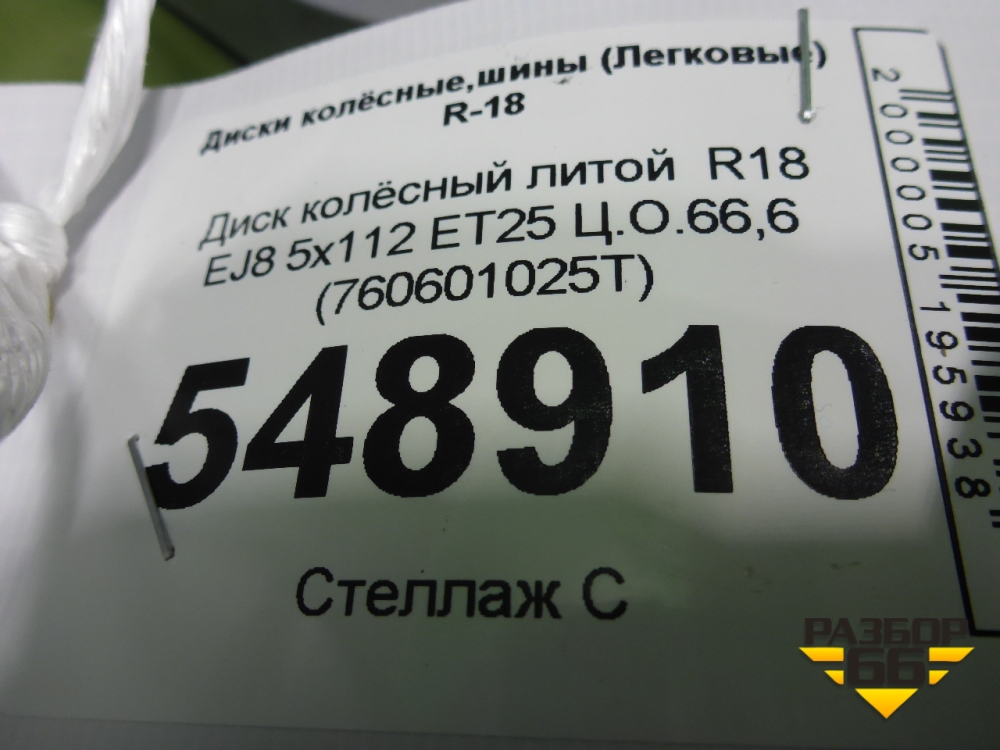 Диски колёсные,шины (Легковые)
R-18
Диск колёсный литой R18
EJ8 5x112 ET25 Ц.О.66,6
(760601025T)
548910
Стеллаж С
2000005195938
РАЗБОР
66